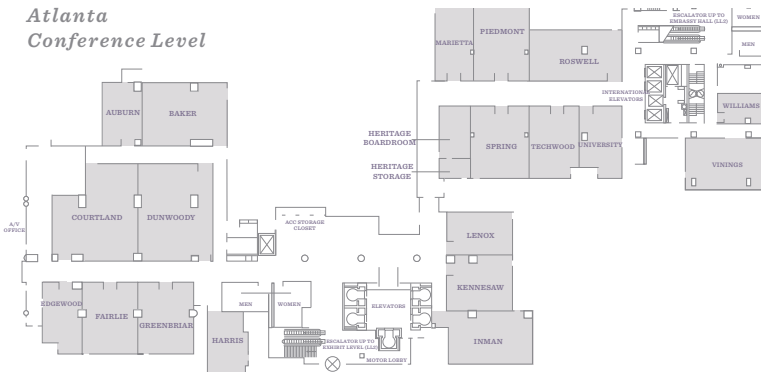 Atlanta
Conference Level
ESCALATOR UP TO
EMBASSY HALL (LL2)
WOMEN
MEN
PIEDMONT
MARIETTA
ROSWELL
INTERNATIONAL
ELEVATORS
WILLIAMS
AUBURN
BAKER
HERITAGE
BOARDROOM
SPRING
TECHWOOD
UNIVERSITY
HERITAGE
STORAGE
VININGS
A/V
OFFICE
COURTLAND
DUNWOODY
ACC STORAGE
CLOSET
LENOX
KENNESAW
EDGEWOOD
FAIRLIE
GREENBRIAR
MEN
WOMEN
ELEVATORS
HARRIS
ESCALATOR UP TO
EXHIBIT LEVEL (LL2)
INMAN
MOTOR LOBBY